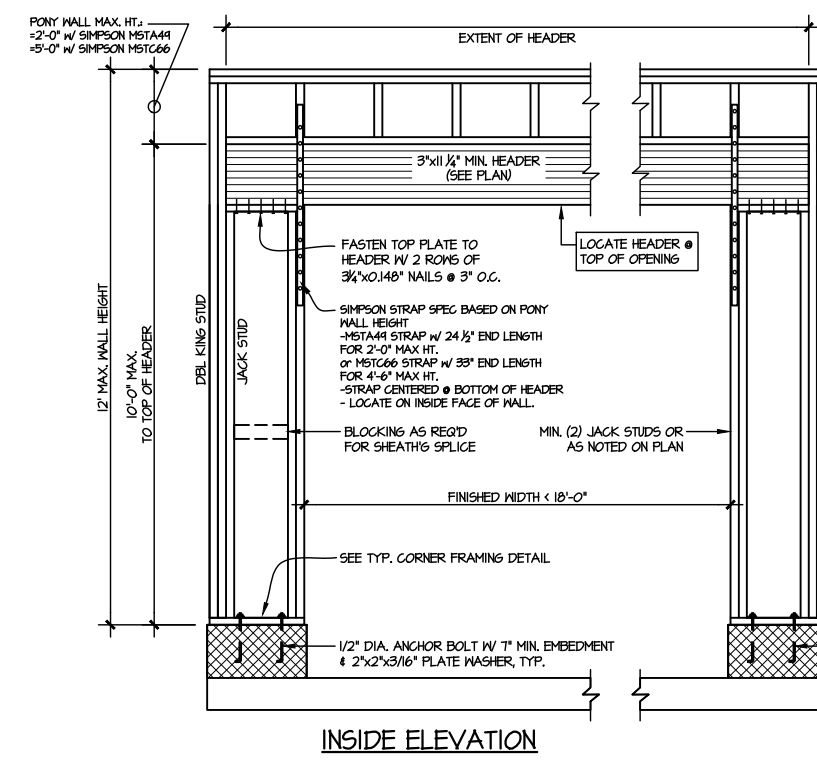 PONY WALL MAX. HT.:
=2'-0" W/ SIMPSON MSTA49
=5'-0" W/ SIMPSON MSTC66
EXTENT OF HEADER
3"x11 1/4" MIN. HEADER
(SEE PLAN)
FASTEN TOP PLATE TO
HEADER W/ 2 ROWS OF
3 1/4"x0.148" NAILS @ 3" O.C.
LOCATE HEADER @
TOP OF OPENING
SIMPSON STRAP SPEC BASED ON PONY
WALL HEIGHT
-MSTA49 STRAP W/ 24 1/2" END LENGTH
FOR 2'-0" MAX HT.
or MSTC66 STRAP W/ 33" END LENGTH
FOR 4'-6" MAX HT.
-STRAP CENTERED @ BOTTOM OF HEADER
- LOCATE ON INSIDE FACE OF WALL.
12' MAX. WALL HEIGHT
10'-0" MAX.
TO TOP OF HEADER
DBL KING STUD
JACK STUD
BLOCKING AS REQ'D
FOR SHEATH'G SPLICE
MIN. (2) JACK STUDS OR
AS NOTED ON PLAN
FINISHED WIDTH < 18'-0"
SEE TYP. CORNER FRAMING DETAIL
1/2" DIA. ANCHOR BOLT W/ 7" MIN. EMBEDMENT
& 2"x2"x3/16" PLATE WASHER, TYP.
INSIDE ELEVATION